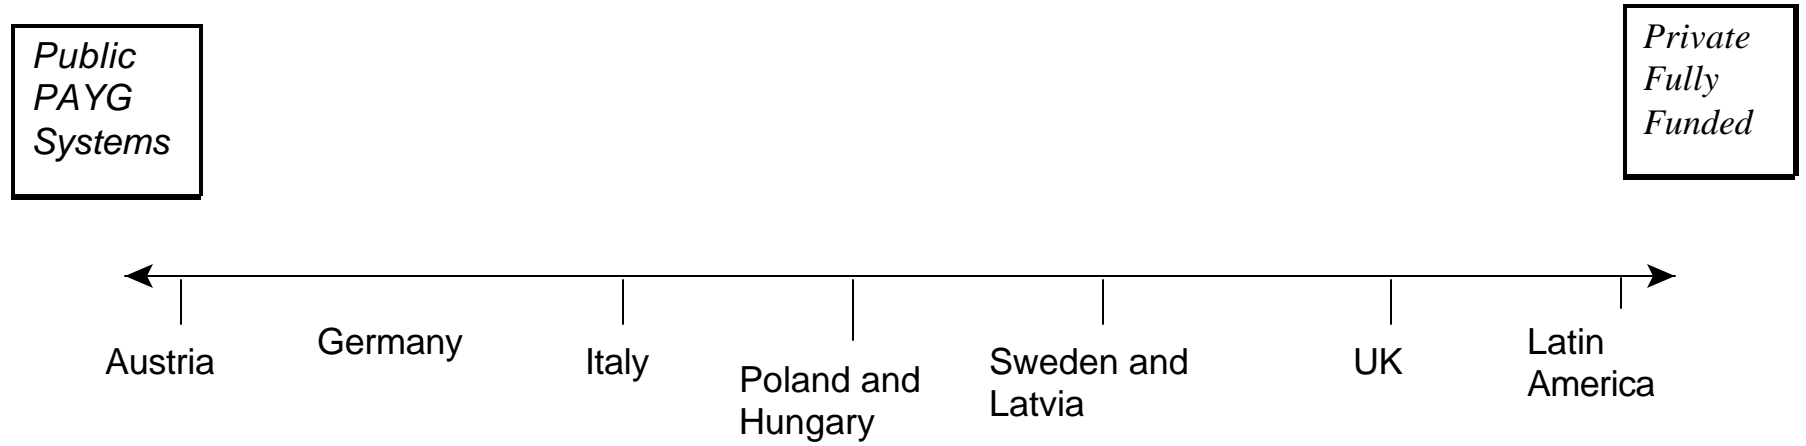 Public
PAYG
Systems
Private
Fully
Funded
Austria
Germany
Italy
Poland and
Hungary
Sweden and
Latvia
UK
Latin
America